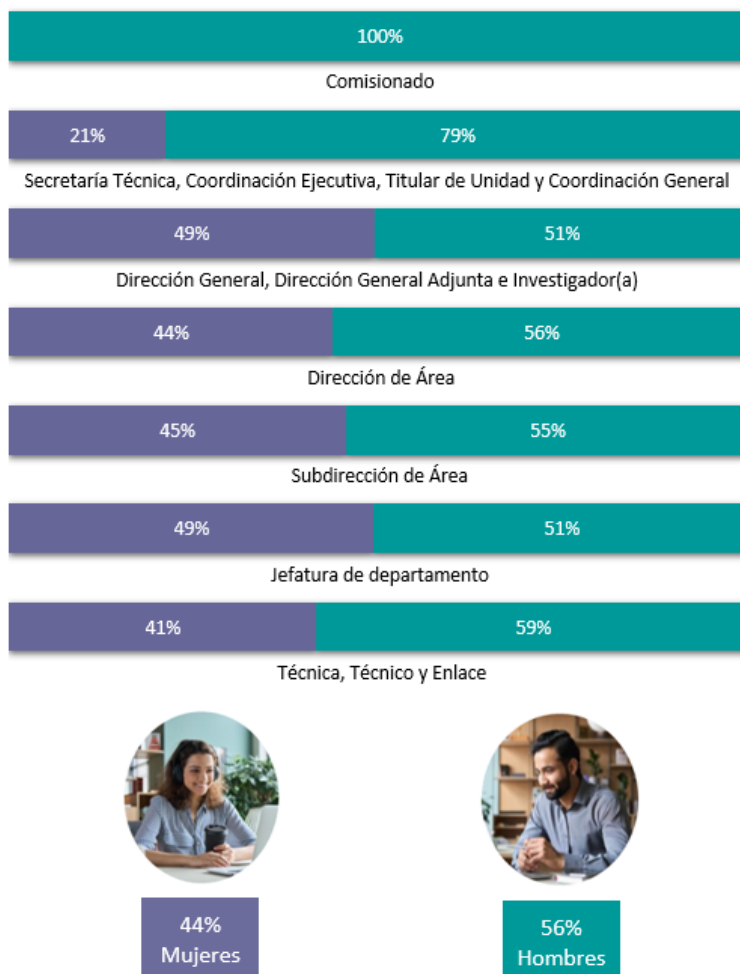 100%
Comisionado
21% 79%
Secretaría Técnica, Coordinación Ejecutiva, Titular de Unidad y Coordinación General
49% 51%
Dirección General, Dirección General Adjunta e Investigador(a)
44% 56%
Dirección de Área
45% 55%
Subdirección de Área
49% 51%
Jefatura de departamento
41% 59%
Técnica, Técnico y Enlace
44% 56%
Mujeres Hombres